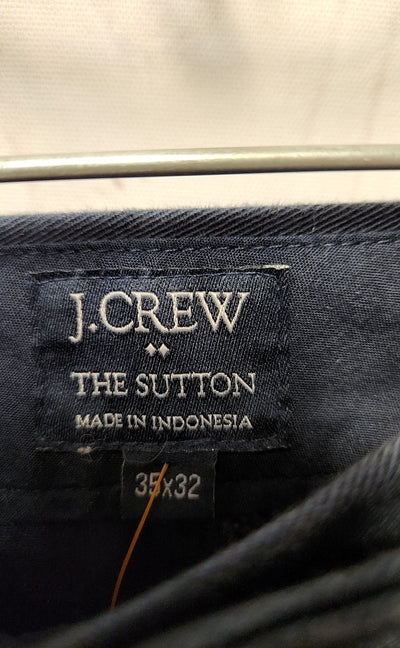 J.CREW
THE SUTTON
MADE IN INDONESIA
35x32